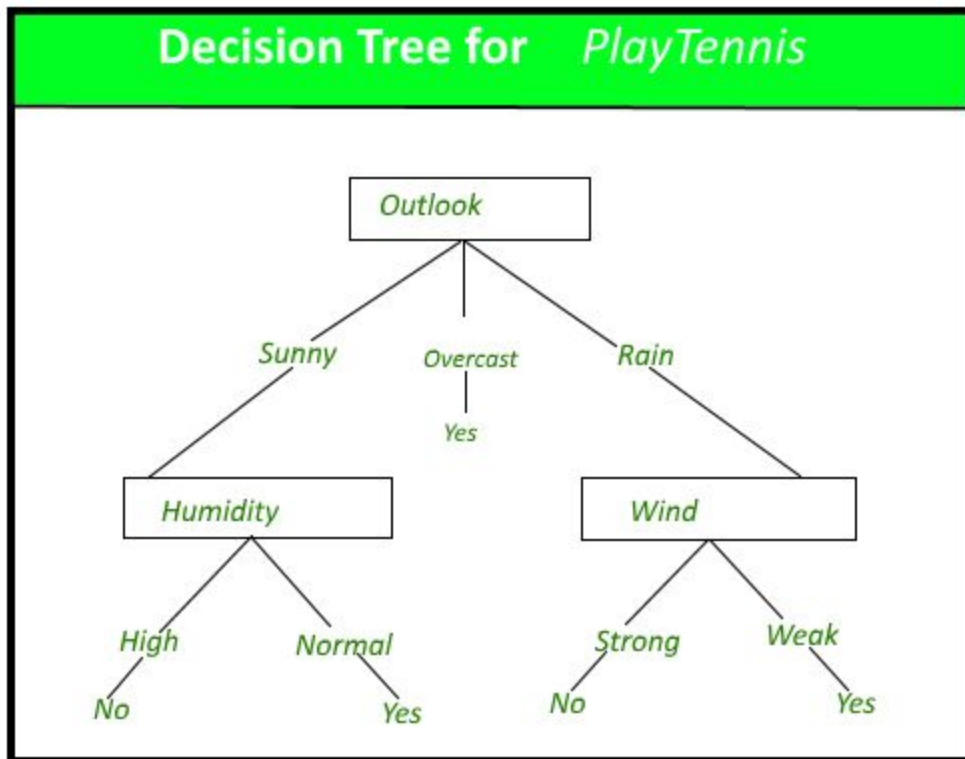 Decision Tree for PlayTennis
Outlook
Sunny Overcast Rain
Yes
Humidity Wind
High Normal Strong Weak
No Yes No Yes